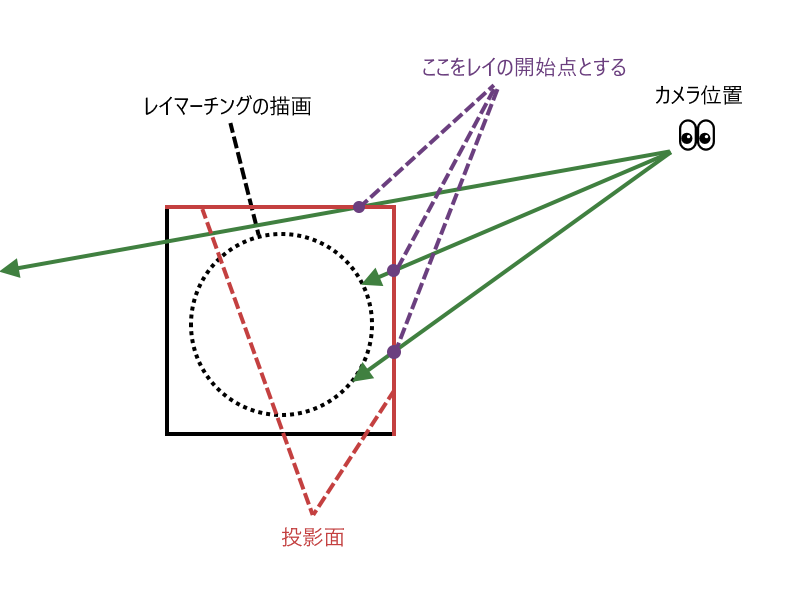 ここをレイの開始点とする
カメラ位置
レイマーチングの描画
投影面